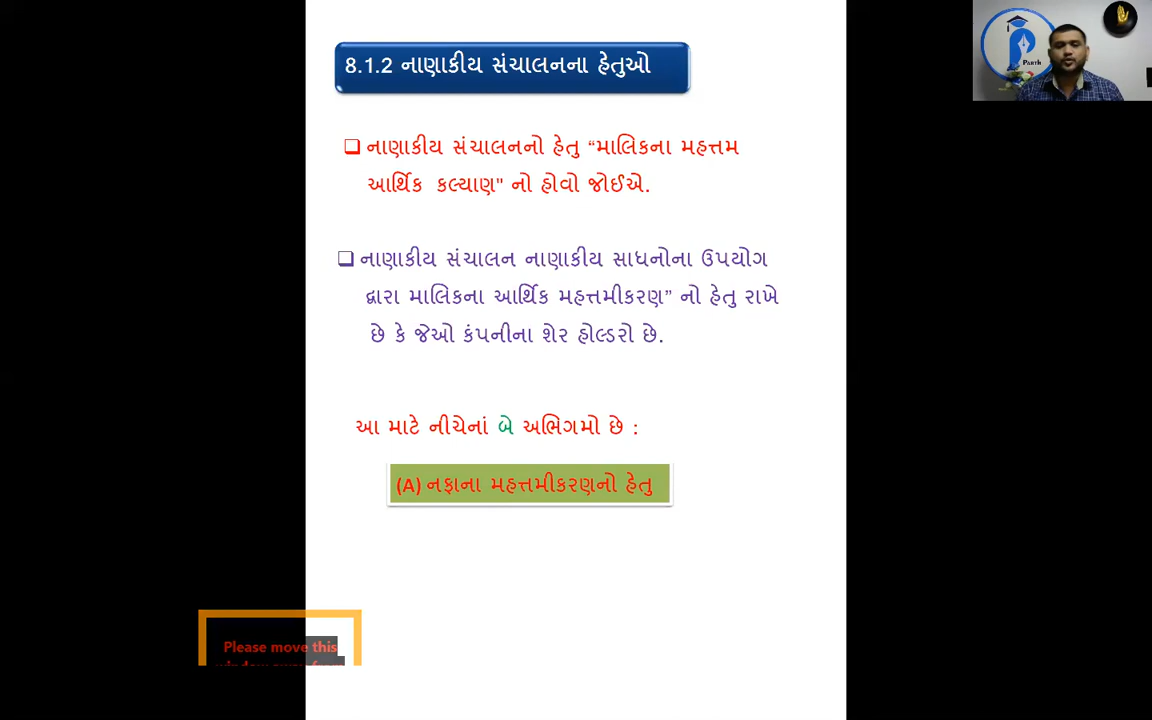 Parth
8.1.2 નાણાકીય સંચાલનના હેતુઓ
❑ નાણાકીય સંચાલનનો હેતુ “માલિકના મહત્તમ
આર્થિક કલ્યાણ" નો હોવો જોઈએ.
❑ નાણાકીય સંચાલન નાણાકીય સાધનોના ઉપયોગ
દ્વારા માલિકના આર્થિક મહત્તમીકરણ” નો હેતુ રાખે
છે કે જેઓ કંપનીના શેર હોલ્ડરો છે.
આ માટે નીચેનાં બે અભિગમો છે :
(A) નફાના મહત્તમીકરણનો હેતુ
Please move this